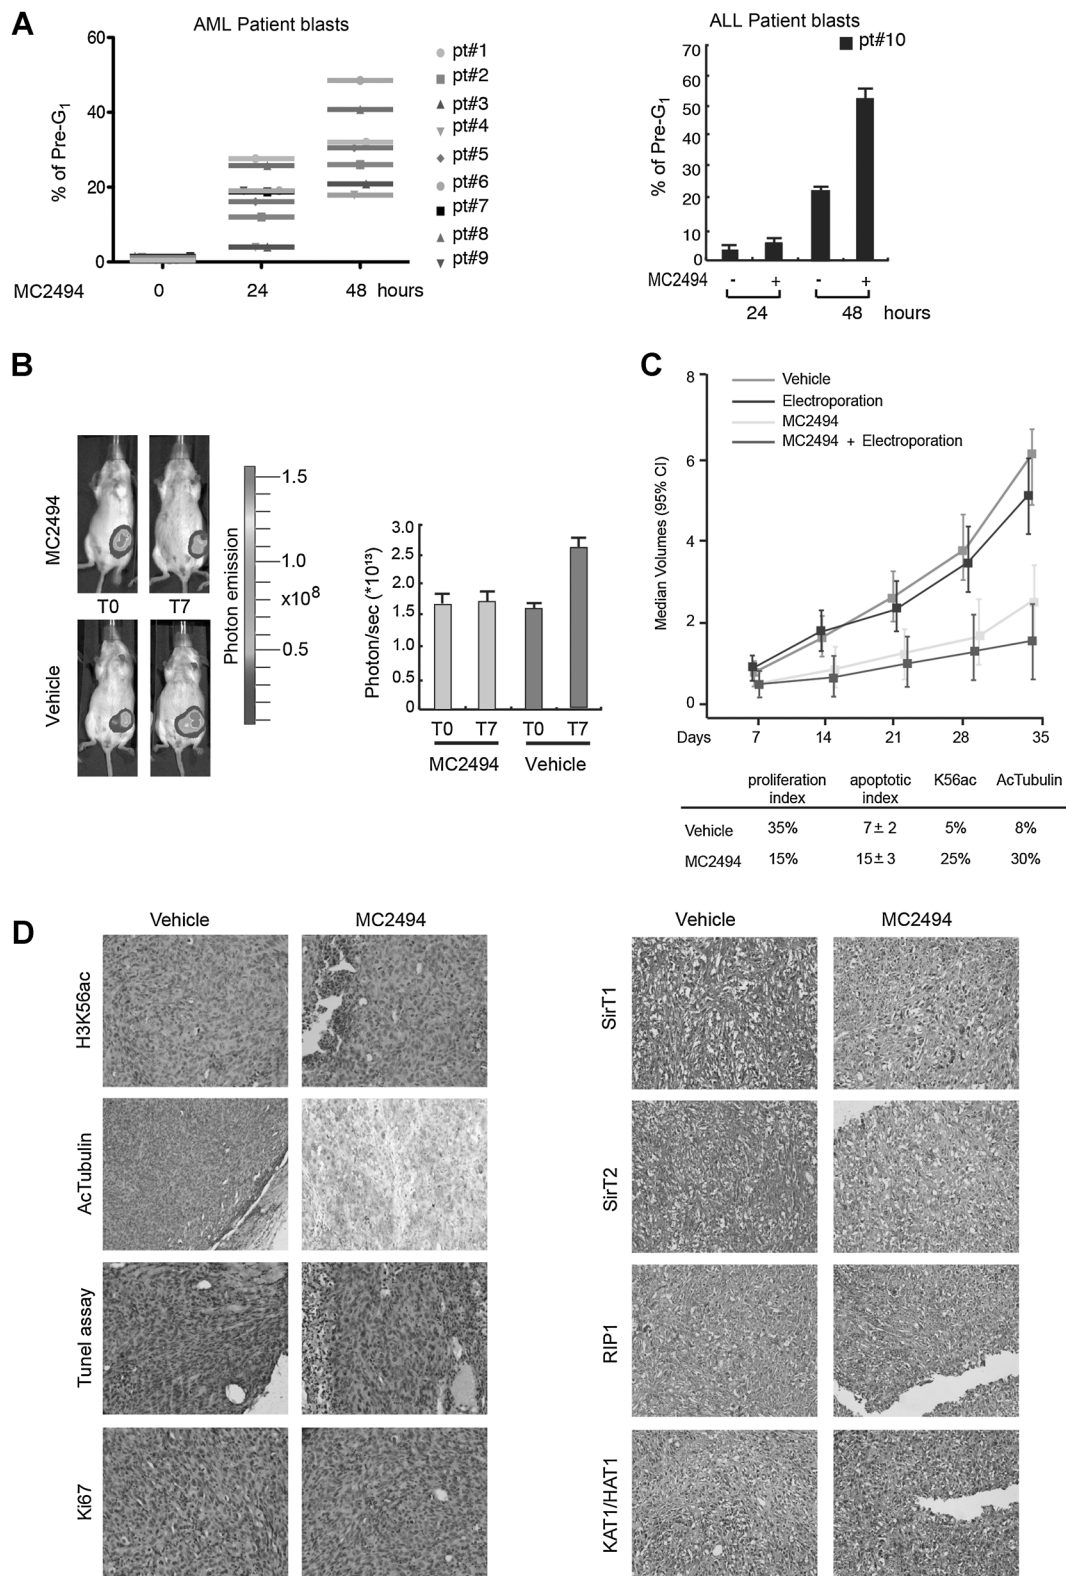 A
AML Patient blasts
% of Pre-G1
60
40
20
0
pt#1
pt#2
pt#3
pt#4
pt#5
pt#6
pt#7
pt#8
pt#9
MC2494
0 24 48 hours
ALL Patient blasts
pt#10
% of Pre-G1
70
60
50
40
30
20
10
0
MC2494 - + - +
24 48 hours
B
MC2494
T0 T7
Vehicle
Photon emission
1.5
1.0
x10⁸
0.5
Photon/sec (*10¹³)
3.0
2.5
2.0
1.5
1.0
0.5
T0 T7 T0 T7
MC2494 Vehicle
C
Median Volumes (95% CI)
8
6
4
2
0
Vehicle
Electroporation
MC2494
MC2494 + Electroporation
Days 7 14 21 28 35
proliferation index apoptotic index K56ac AcTubulin
Vehicle 35% 7± 2 5% 8%
MC2494 15% 15± 3 25% 30%
D
Vehicle MC2494
H3K56ac
AcTubulin
Tunel assay
Ki67
Vehicle MC2494
SirT1
SirT2
RIP1
KAT1/HAT1